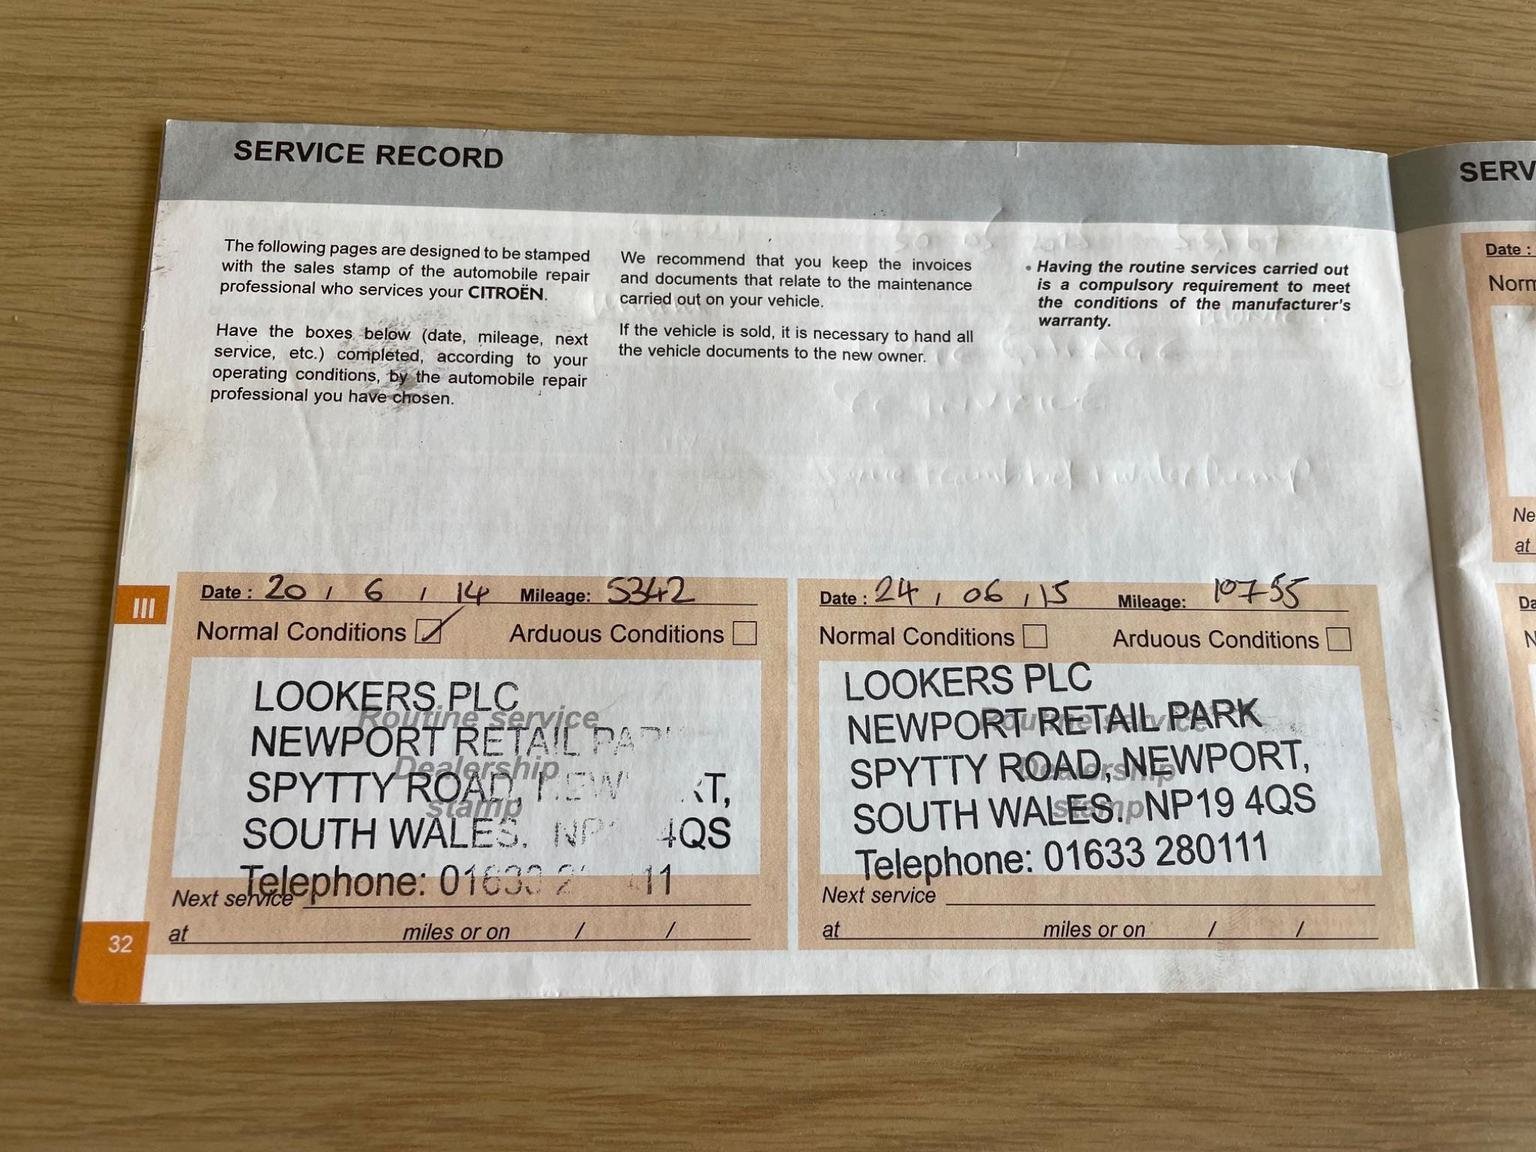 SERVICE RECORD
The following pages are designed to be stamped
with the sales stamp of the automobile repair
professional who services your CITROËN.
Have the boxes below (date, mileage, next
service, etc.) completed, according to your
operating conditions, by the automobile repair
professional you have chosen.
We recommend that you keep the invoices
and documents that relate to the maintenance
carried out on your vehicle.
If the vehicle is sold, it is necessary to hand all
the vehicle documents to the new owner.
• Having the routine services carried out
is a compulsory requirement to meet
the conditions of the manufacturer's
warranty.
III
Date : 20 / 6 / 14 Mileage: 5342
Normal Conditions Arduous Conditions
Routine service
Dealership
stamp
LOOKERS PLC
NEWPORT RETAIL
SPYTTY ROAD,
SOUTH WALES. 4QS
Telephone:
Next service
at miles or on / /
Date : 24 / 06 / 15 Mileage: 10755
Normal Conditions Arduous Conditions
Routine service
Dealership
stamp
LOOKERS PLC
NEWPORT RETAIL PARK
SPYTTY ROAD, NEWPORT,
SOUTH WALES. NP19 4QS
Telephone: 01633 280111
Next service
at miles or on / /
32
SERV
Date :
Norm
Ne
at
Da
N